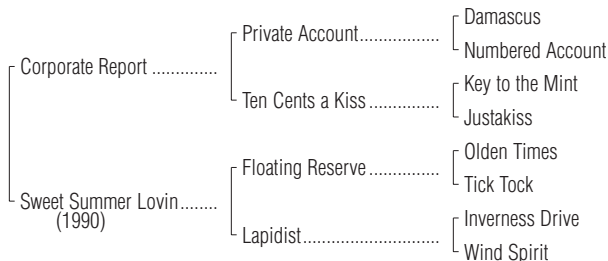 Damascus
Private Account.................
Numbered Account
Corporate Report .............
Key to the Mint
Ten Cents a Kiss ...............
Justakiss
Olden Times
Floating Reserve...............
Tick Tock
Sweet Summer Lovin........
(1990)
Inverness Drive
Lapidist.............................
Wind Spirit